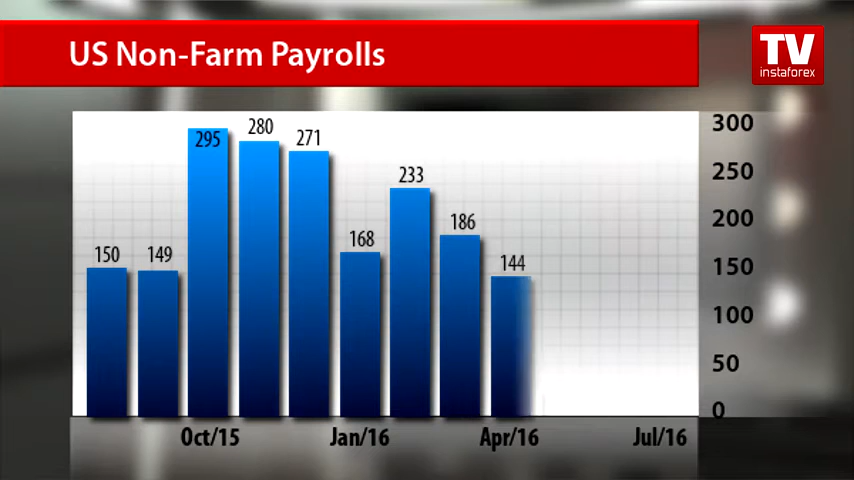 US Non-Farm Payrolls
TV
instaforex
295
280
271
233
186
168
150
149
144
300
250
200
150
100
50
0
Oct/15
Jan/16
Apr/16
Jul/16